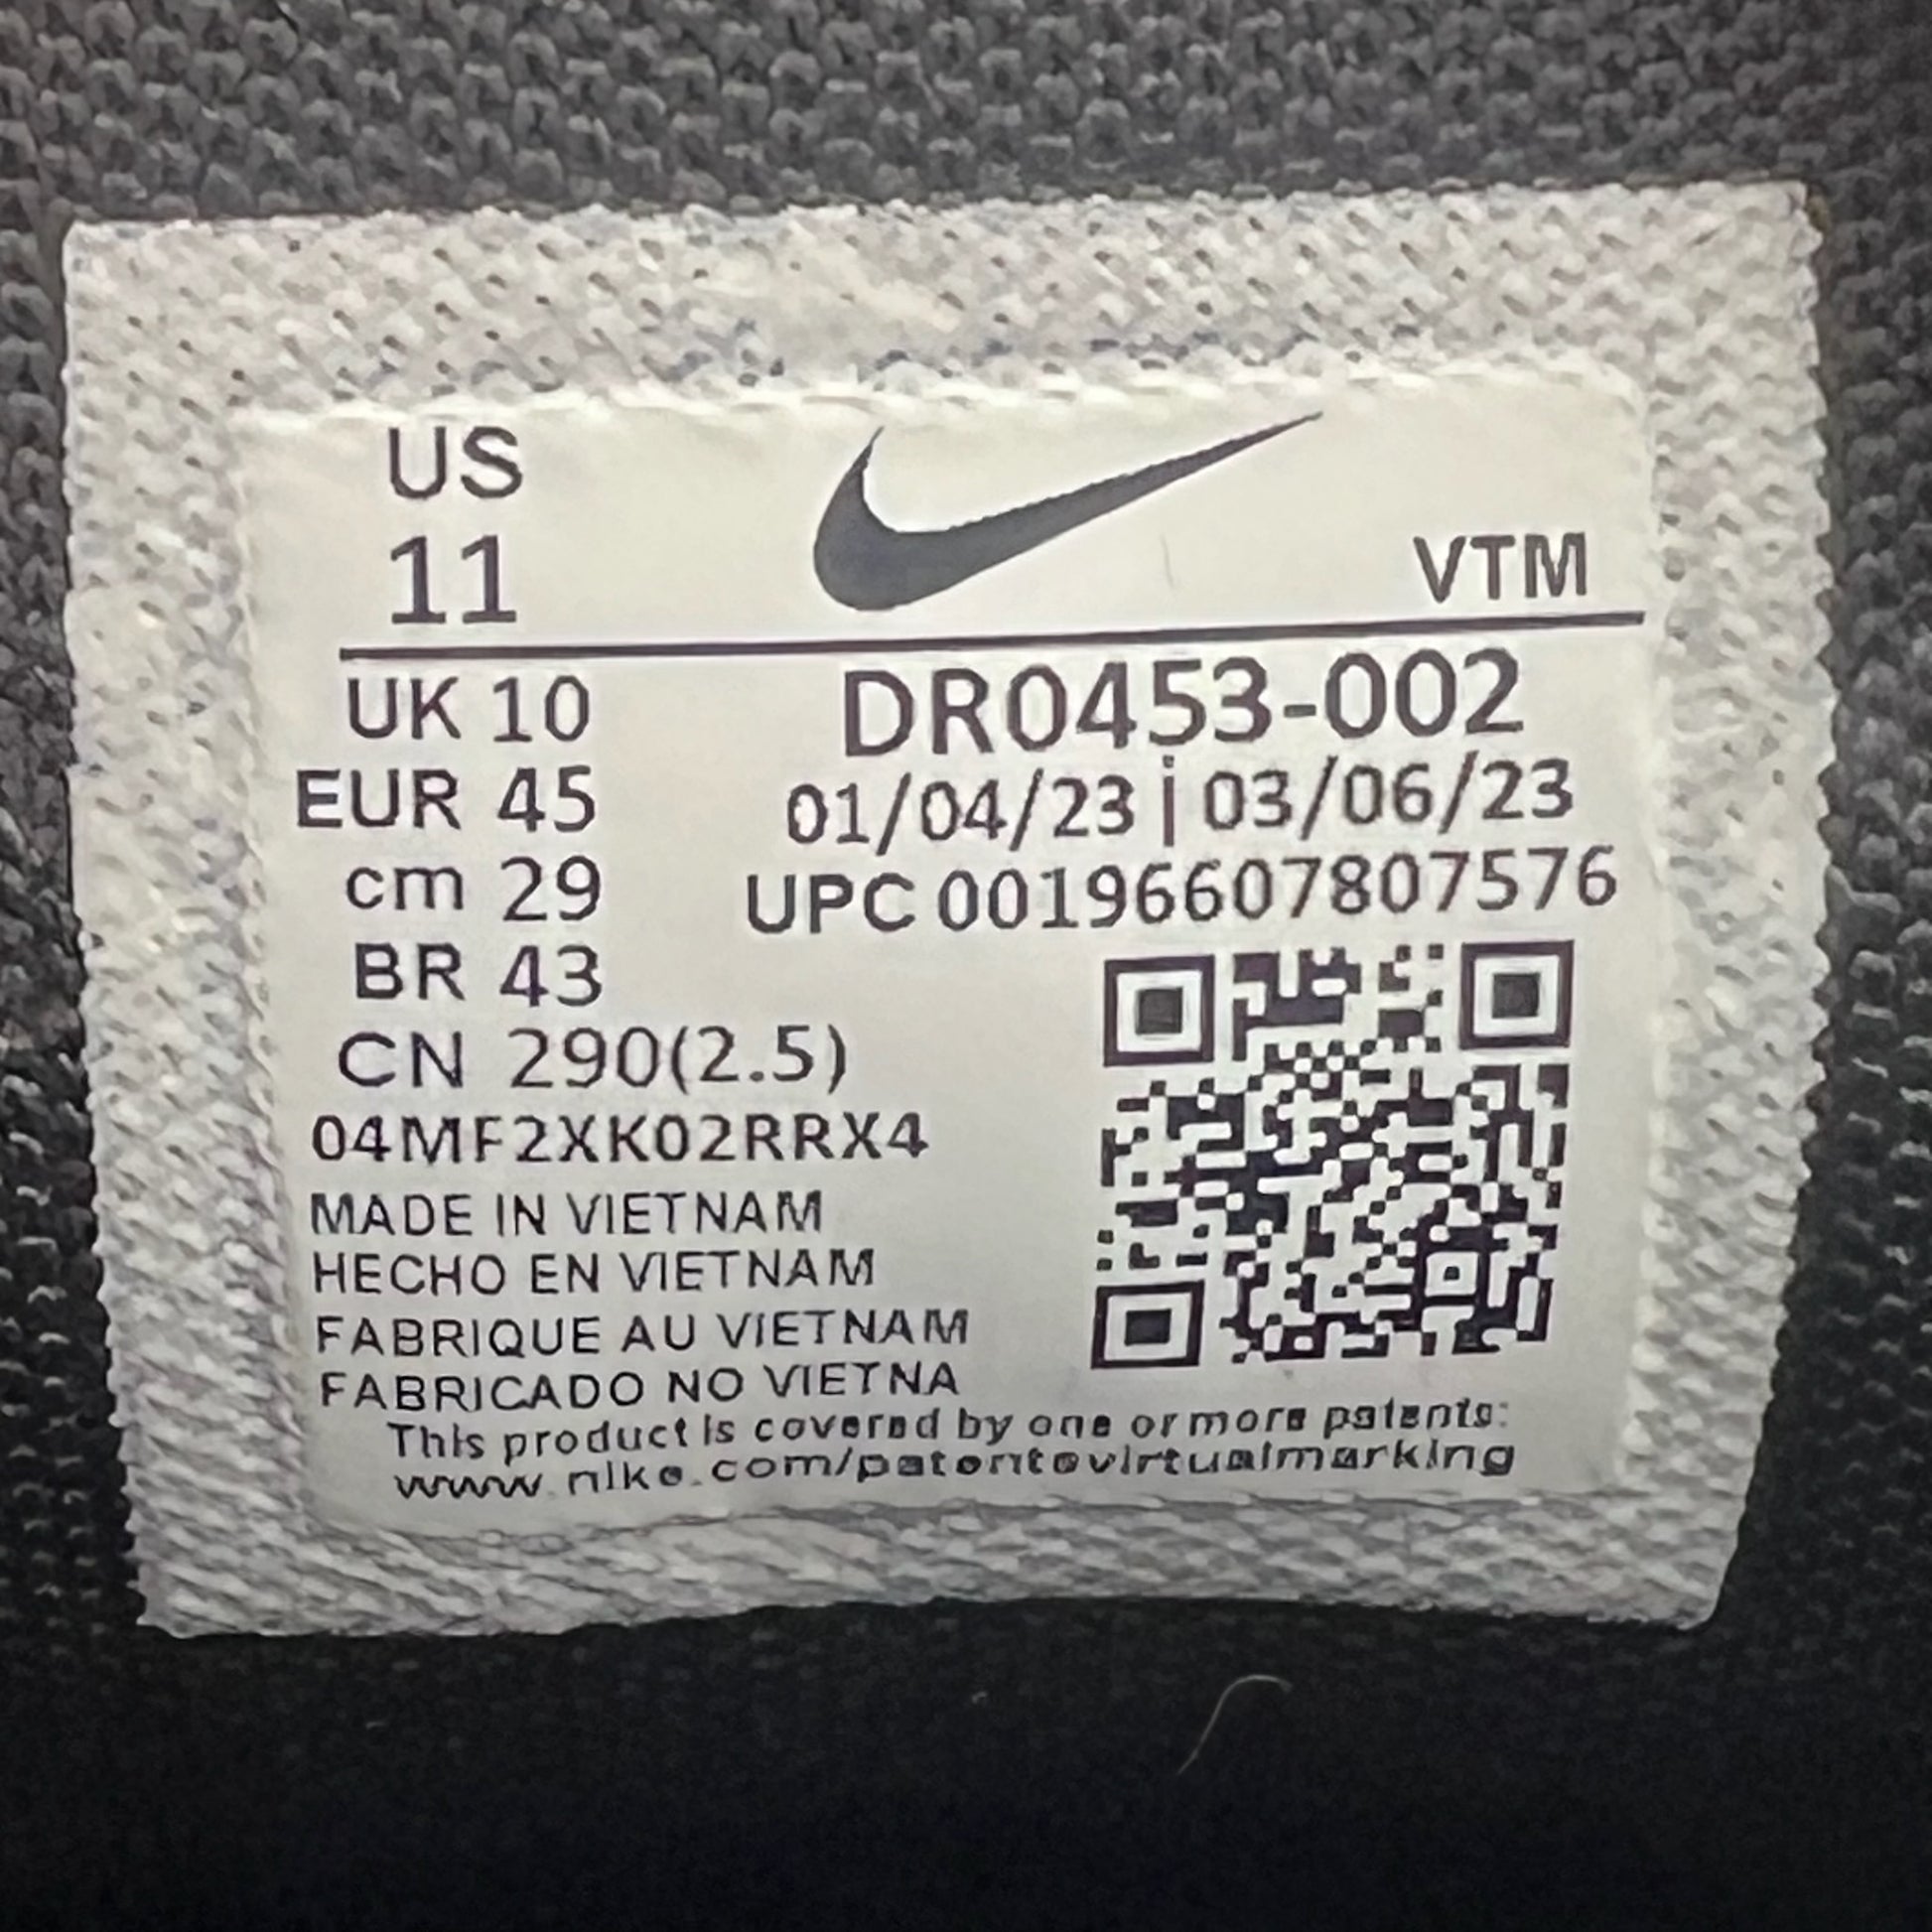 US
11
VTM
UK 10
EUR 45
cm 29
BR 43
CN 290(2.5)
DR0453-002
01/04/23 | 03/06/23
UPC 00196607807576
04MF2XK02RRX4
MADE IN VIETNAM
HECHO EN VIETNAM
FABRIQUE AU VIETNAM
FABRICADO NO VIETNA
This product is covered by one or more patents:
www.nike.com/patentsvirtualmarking